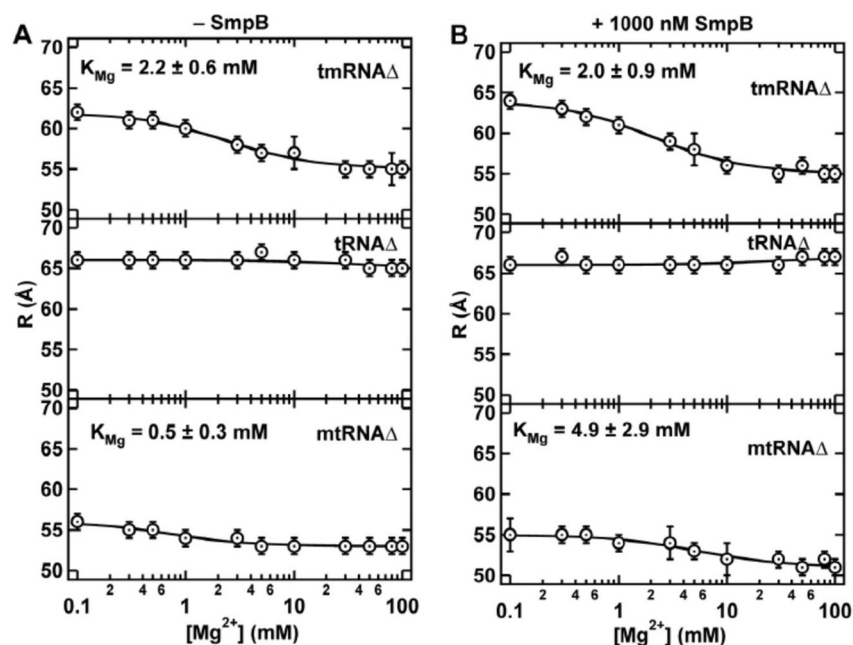 A
– SmpB
K_Mg = 2.2 ± 0.6 mM
tmRNAΔ
70
65
60
55
50
tRNAΔ
70
65
60
55
50
R (Å)
K_Mg = 0.5 ± 0.3 mM
mtRNAΔ
70
65
60
55
50
0.1 2 4 6 1 2 4 6 10 2 4 6 100
[Mg²⁺] (mM)
B
+ 1000 nM SmpB
K_Mg = 2.0 ± 0.9 mM
tmRNAΔ
70
65
60
55
50
tRNAΔ
70
65
60
55
50
R (Å)
K_Mg = 4.9 ± 2.9 mM
mtRNAΔ
70
65
60
55
50
0.1 2 4 6 1 2 4 6 10 2 4 6 100
[Mg²⁺] (mM)